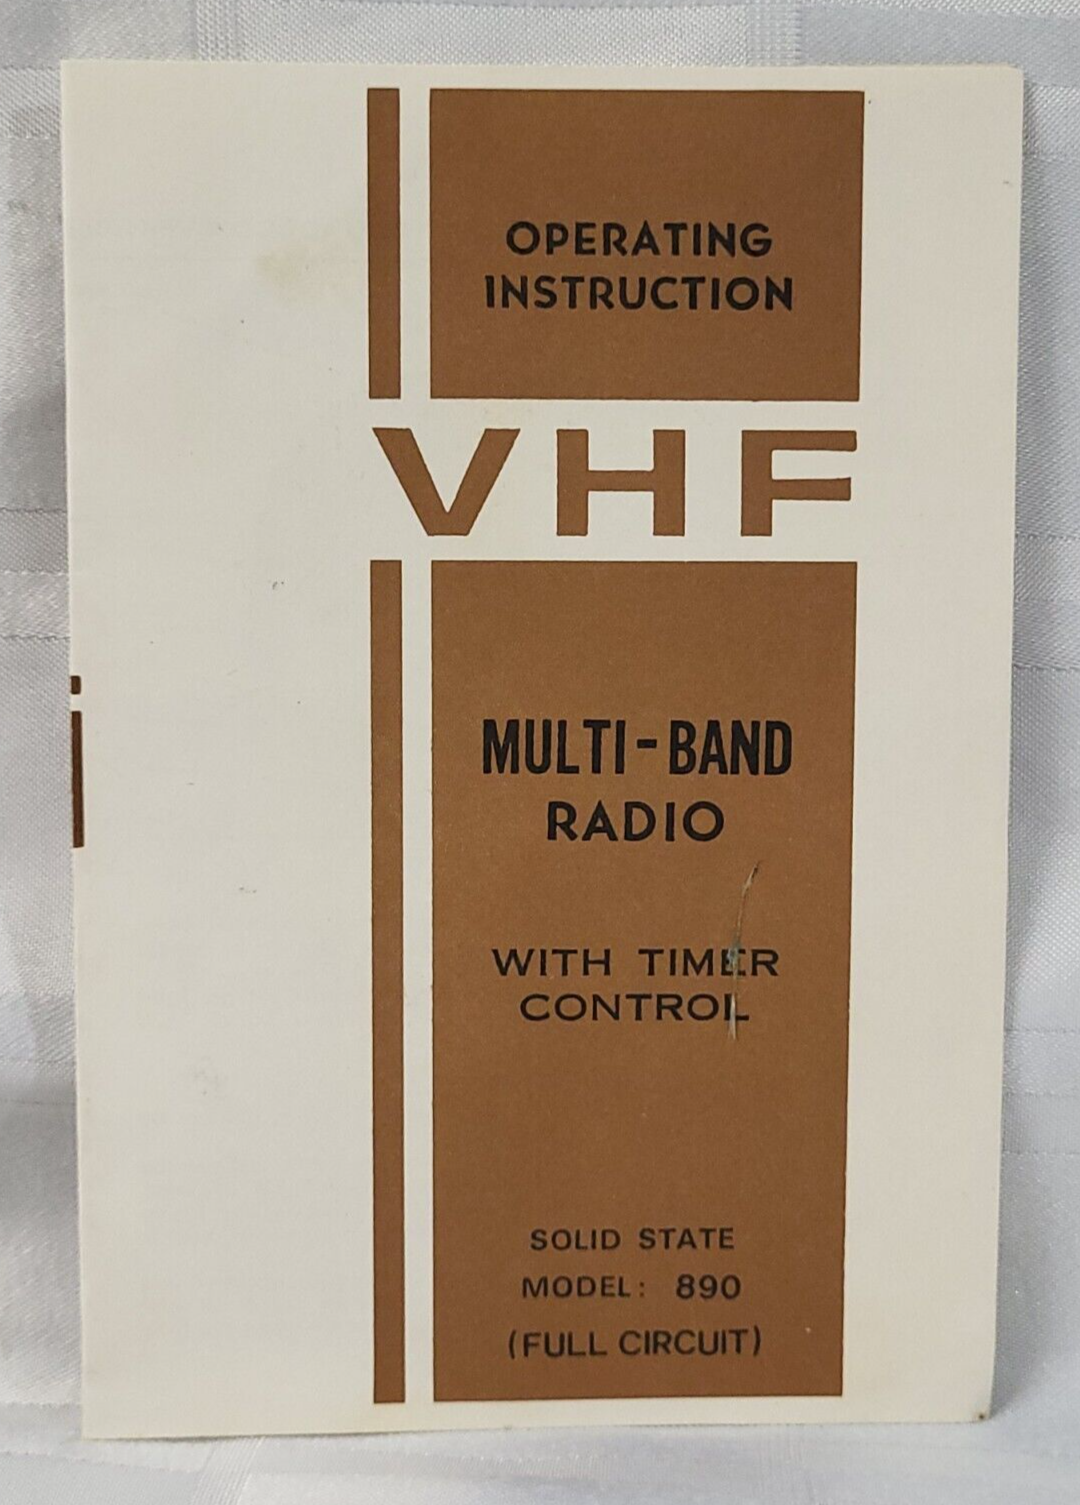 OPERATING
INSTRUCTION
VHF
MULTI-BAND
RADIO
WITH TIMER
CONTROL
SOLID STATE
MODEL: 890
(FULL CIRCUIT)